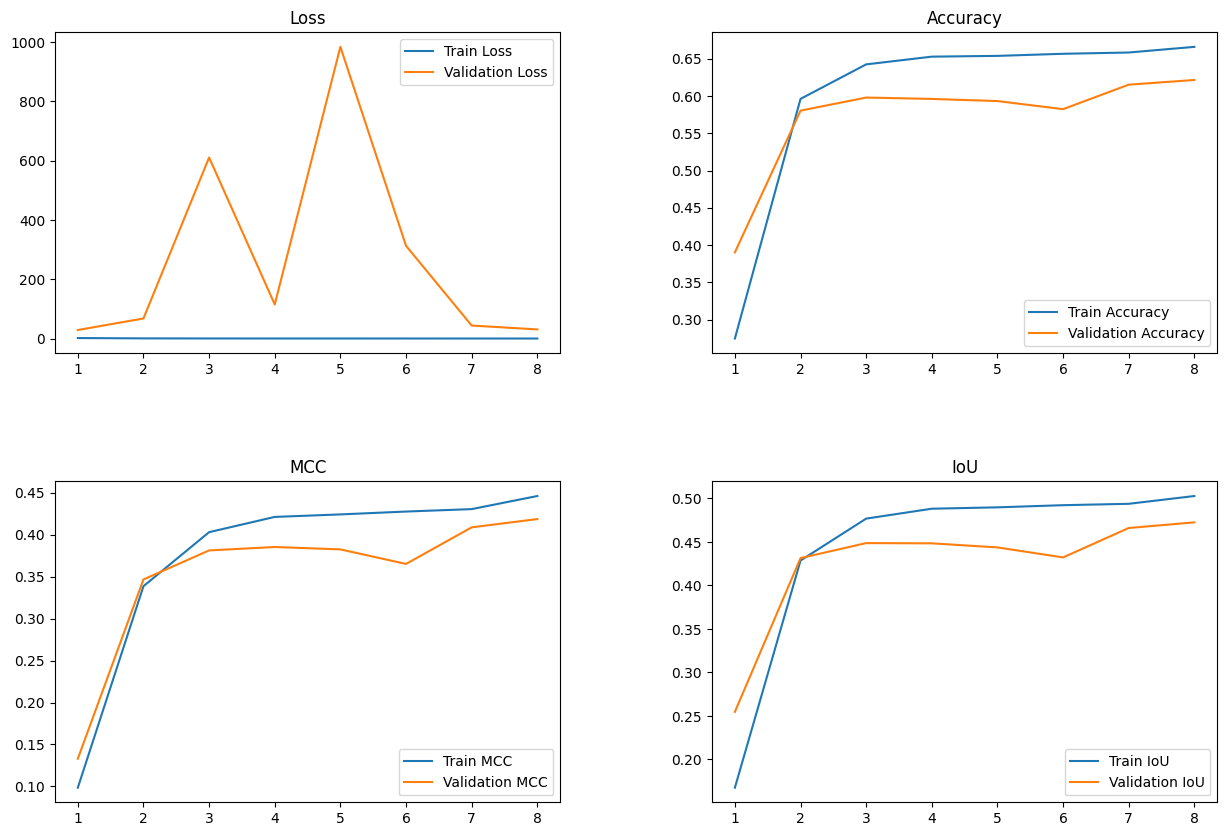 Loss
1000
800
600
400
200
0
1 2 3 4 5 6 7 8
Train Loss
Validation Loss
Accuracy
0.65
0.60
0.55
0.50
0.45
0.40
0.35
0.30
1 2 3 4 5 6 7 8
Train Accuracy
Validation Accuracy
MCC
0.45
0.40
0.35
0.30
0.25
0.20
0.15
0.10
1 2 3 4 5 6 7 8
Train MCC
Validation MCC
IoU
0.50
0.45
0.40
0.35
0.30
0.25
0.20
1 2 3 4 5 6 7 8
Train IoU
Validation IoU